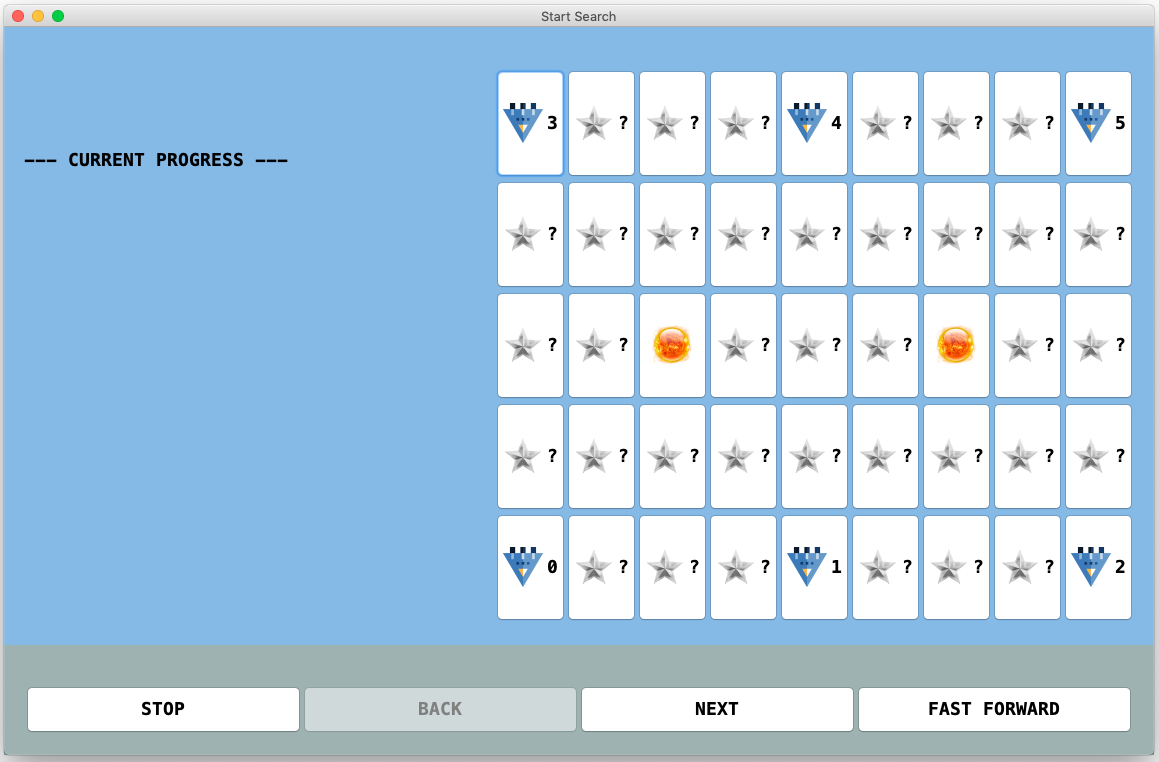 Start Search
--- CURRENT PROGRESS ---
3 ? ? ? 4 ? ? ? 5
? ? ? ? ? ? ? ? ?
? ? ? ? ? ? ?
? ? ? ? ? ? ? ? ?
0 ? ? ? 1 ? ? ? 2
STOP BACK NEXT FAST FORWARD